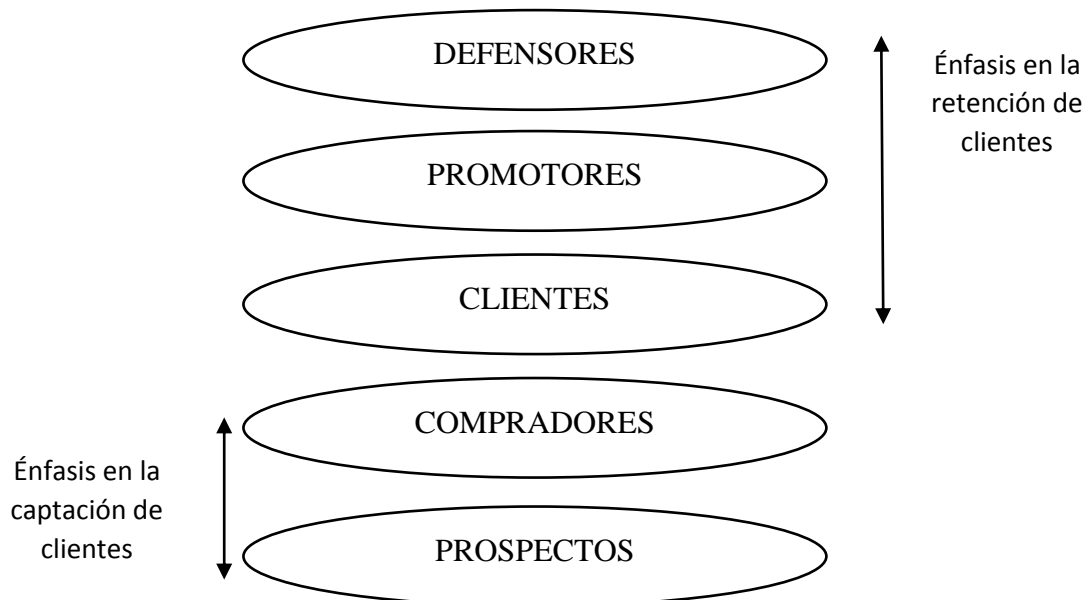 DEFENSORES
Énfasis en la
retención de
clientes
PROMOTORES
CLIENTES
COMPRADORES
Énfasis en la
captación de
clientes
PROSPECTOS